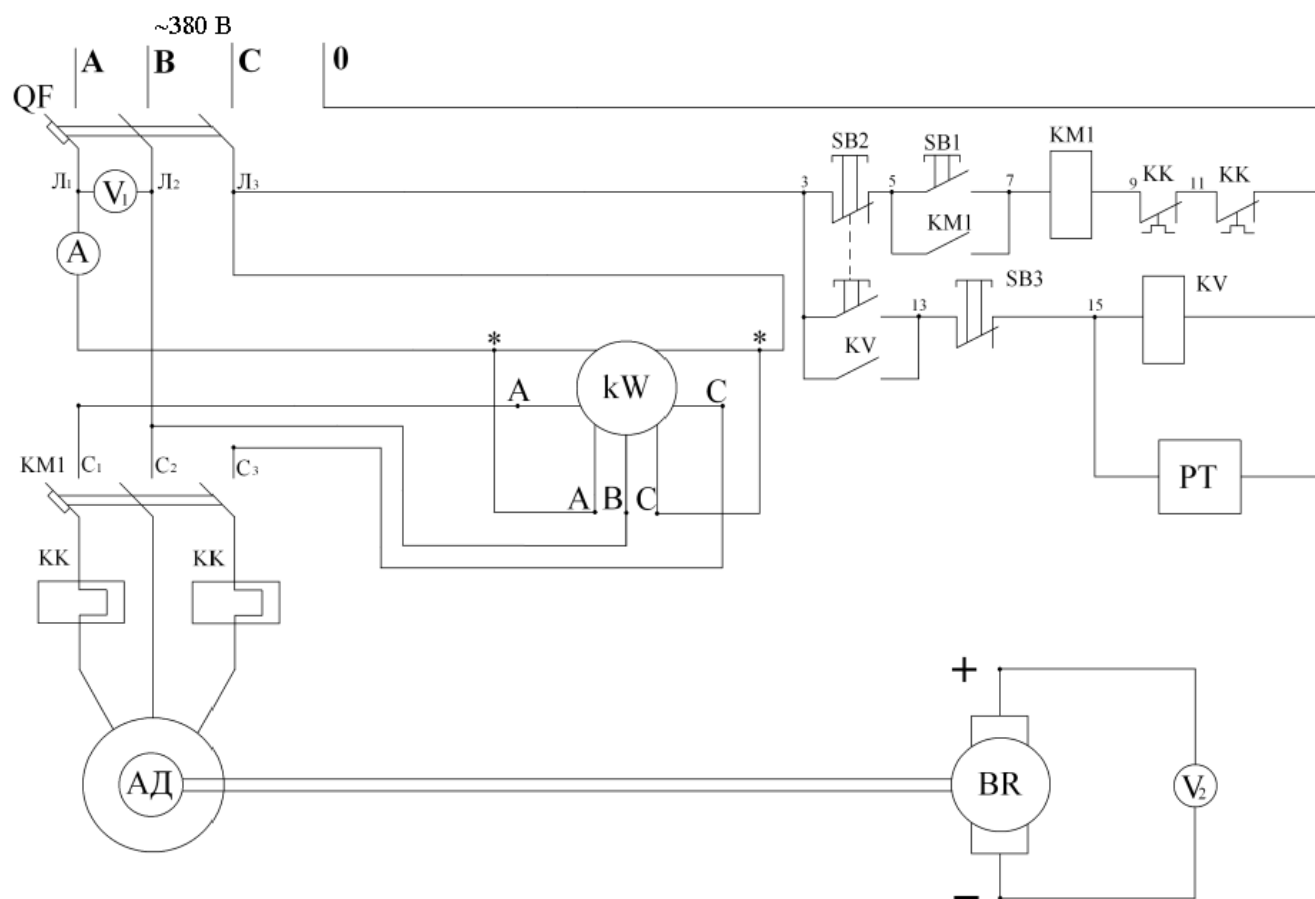 ~380 В
A B C 0
QF
SB2 SB1 KM1
Л1 V1 Л2 Л3 3 5 7 9 KK 11 KK
A KM1
SB3 KV
13 15
* * KV
A kW C
KM1 C1 C2 C3
A B C PT
KK KK
+
АД BR V2
−